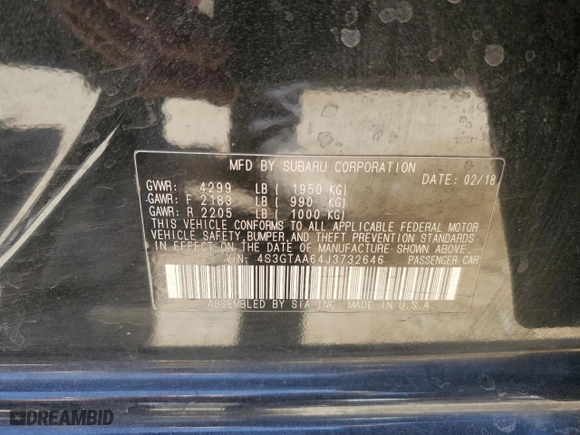 MFD BY SUBARU CORPORATION
DATE: 02/18
GVWR: 4299 LB ( 1950 KG)
GAWR: F 2183 LB ( 990 KG)
GAWR: R 2205 LB ( 1000 KG)
THIS VEHICLE CONFORMS TO ALL APPLICABLE FEDERAL MOTOR
VEHICLE SAFETY,BUMPER,AND THEFT PREVENTION STANDARDS
IN EFFECT ON THE DATE OF MANUFACTURE SHOWN ABOVE.
VIN: 4S3GTAA64J3732646 PASSENGER CAR
ASSEMBLED BY SIA-INC. MADE IN U.S.A.
DREAMBID